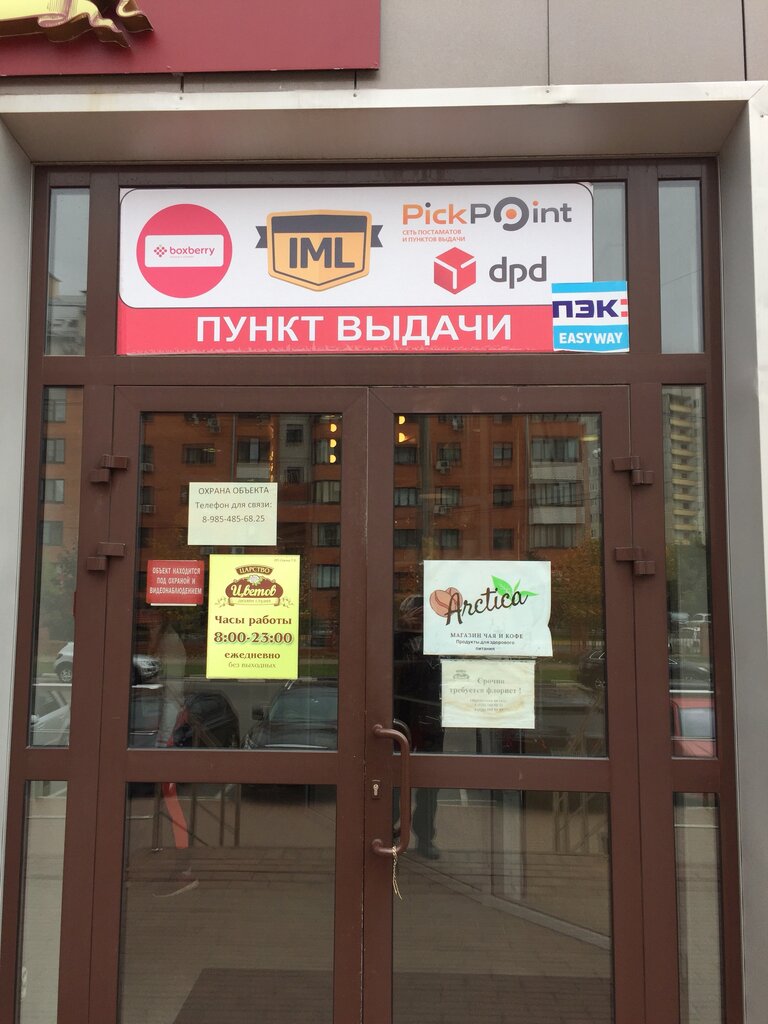 boxberry
IML
PickPoint
СЕТЬ ПОСТАМАТОВ
И ПУНКТОВ ВЫДАЧИ
dpd
ПУНКТ ВЫДАЧИ
ПЭК:
EASYWAY
ОХРАНА ОБЪЕКТА
Телефон для связи:
8-985-485-68.25
ОБЪЕКТ НАХОДИТСЯ
ПОД ОХРАНОЙ И
ВИДЕОНАБЛЮДЕНИЕМ
ЦАРСТВО
Цветов
Часы работы
8:00-23:00
ежедневно
без выходных
Arctica
МАГАЗИН ЧАЯ И КОФЕ
Продукты для здорового
питания
Срочно
требуется флорист!